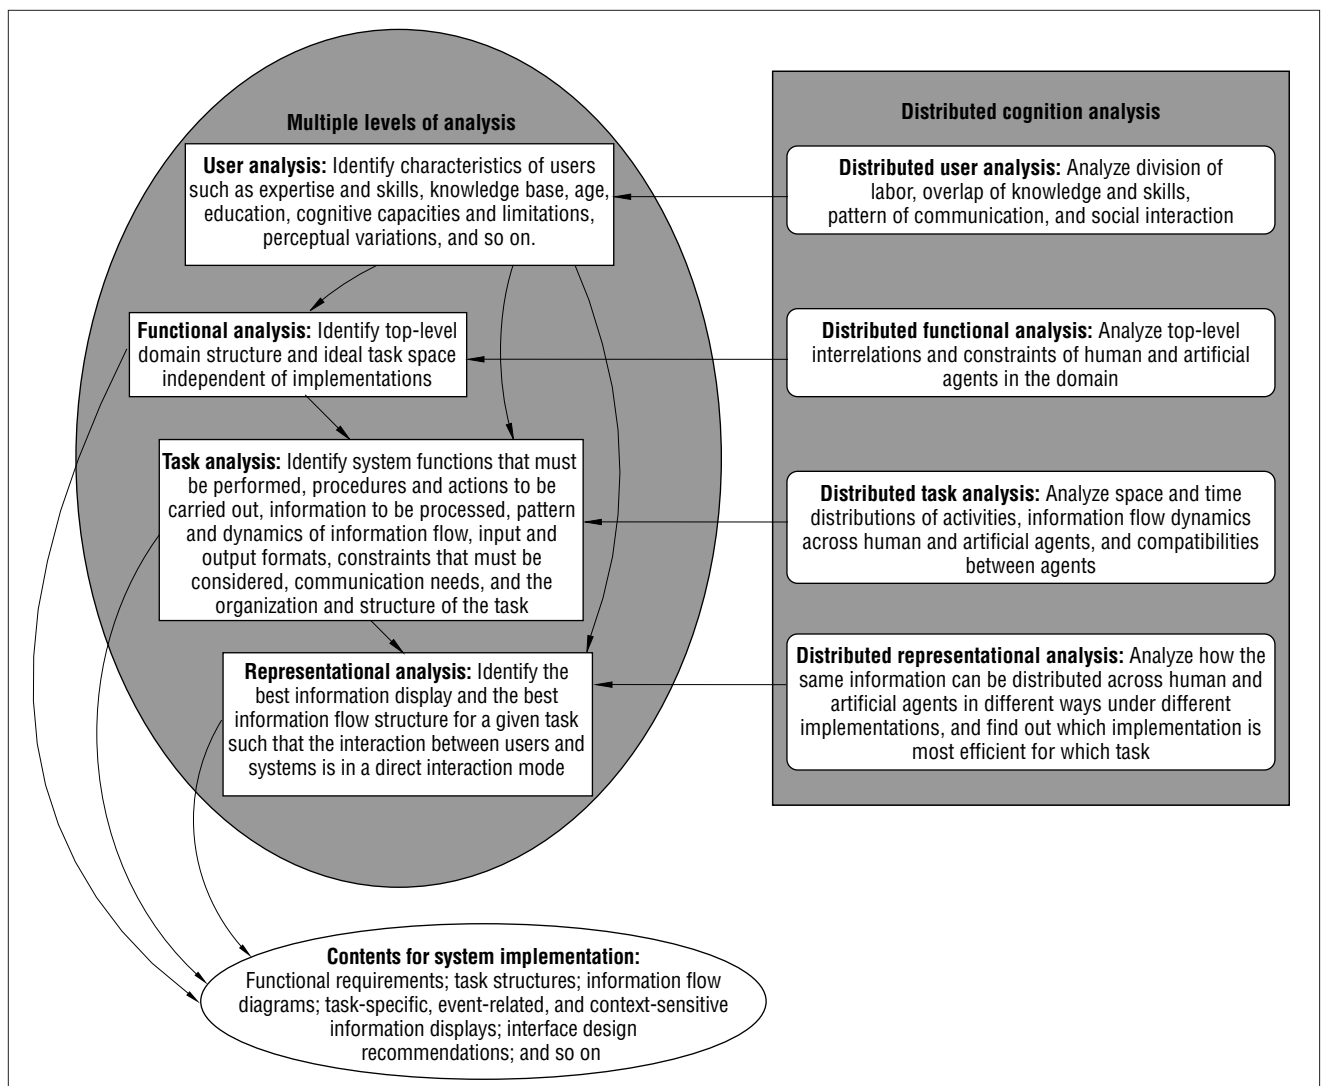 Multiple levels of analysis
User analysis: Identify characteristics of users
such as expertise and skills, knowledge base, age,
education, cognitive capacities and limitations,
perceptual variations, and so on.
Functional analysis: Identify top-level
domain structure and ideal task space
independent of implementations
Task analysis: Identify system functions that must
be performed, procedures and actions to be
carried out, information to be processed, pattern
and dynamics of information flow, input and
output formats, constraints that must be
considered, communication needs, and the
organization and structure of the task
Representational analysis: Identify the
best information display and the best
information flow structure for a given task
such that the interaction between users and
systems is in a direct interaction mode
Distributed cognition analysis
Distributed user analysis: Analyze division of
labor, overlap of knowledge and skills,
pattern of communication, and social interaction
Distributed functional analysis: Analyze top-level
interrelations and constraints of human and artificial
agents in the domain
Distributed task analysis: Analyze space and time
distributions of activities, information flow dynamics
across human and artificial agents, and compatibilities
between agents
Distributed representational analysis: Analyze how the
same information can be distributed across human and
artificial agents in different ways under different
implementations, and find out which implementation is
most efficient for which task
Contents for system implementation:
Functional requirements; task structures; information flow
diagrams; task-specific, event-related, and context-sensitive
information displays; interface design
recommendations; and so on